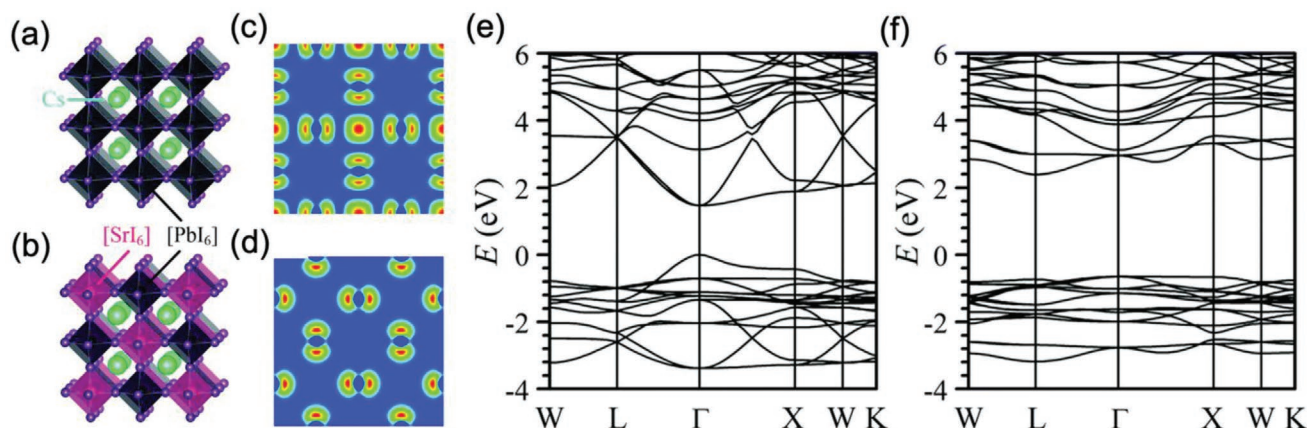 (a)
Cs
(b)
[SrI6]
[PbI6]
(c)
(d)
(e)
6
4
2
0
-2
-4
E (eV)
W L Γ X W K
(f)
6
4
2
0
-2
-4
E (eV)
W L Γ X W K